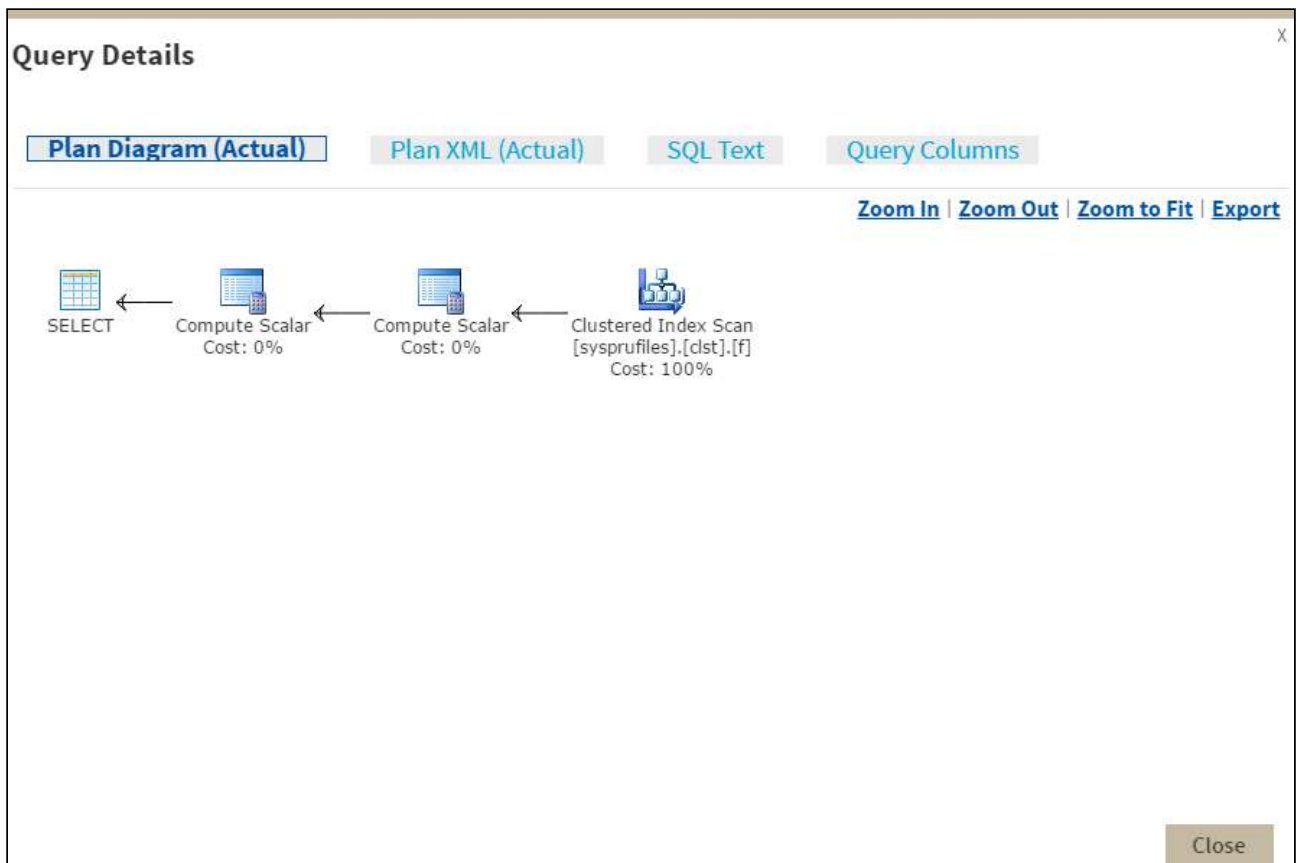 X
Query Details
Plan Diagram (Actual) Plan XML (Actual) SQL Text Query Columns
Zoom In | Zoom Out | Zoom to Fit | Export
SELECT
Compute Scalar
Cost: 0%
Compute Scalar
Cost: 0%
Clustered Index Scan
[sysprufiles].[clst].[f]
Cost: 100%
Close